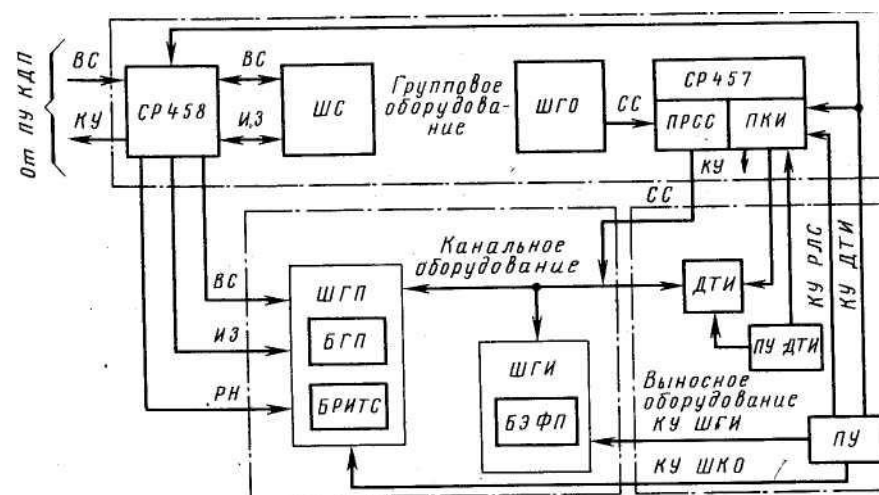 ВС
КУ
От ПУ КДП
СР458
ВС
И,З
ШС
Групповое
оборудова-
ние
ШГО
СС
СР457
ПРСС
ПКИ
КУ
СС
Канальное
оборудование
ВС
ИЗ
РН
ШГП
БГП
БРИТС
ШГИ
БЭФП
ДТИ
ПУ ДТИ
КУ РЛС
КУ ДТИ
Выносное
оборудование
КУ ШГИ
ПУ
КУ ШКО